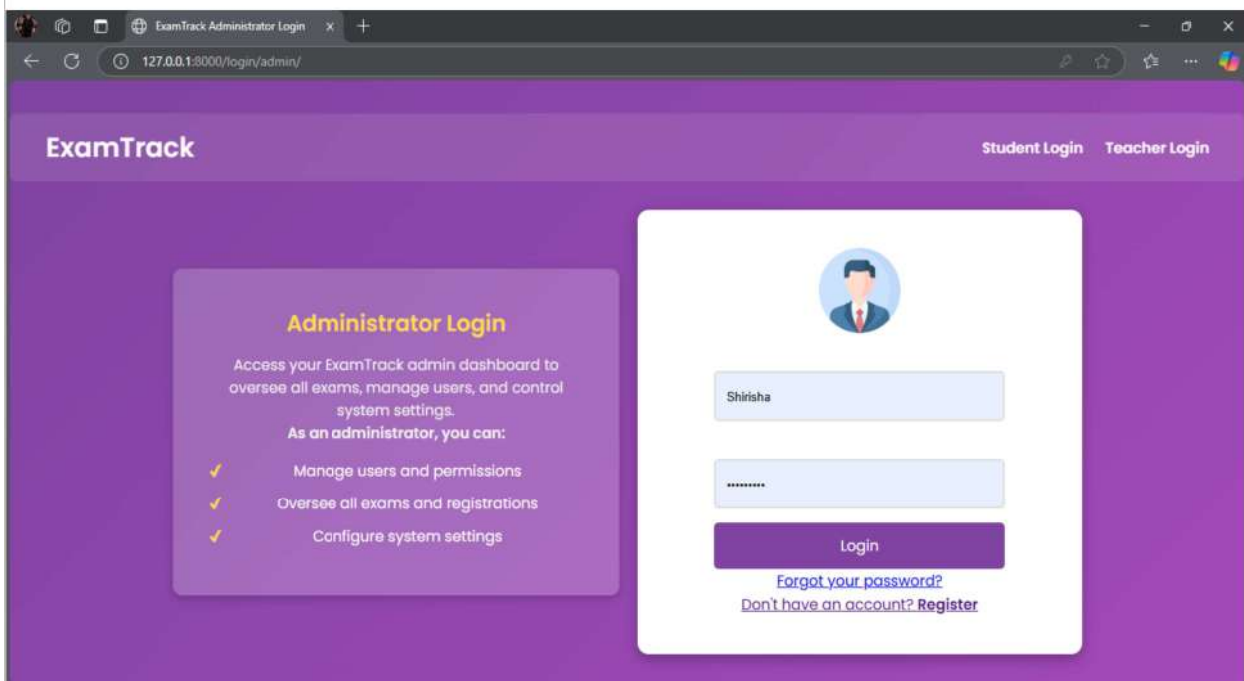 ExamTrack Administrator Login
127.0.0.1:8000/login/admin/
ExamTrack
Student Login Teacher Login
Administrator Login
Access your ExamTrack admin dashboard to
oversee all exams, manage users, and control
system settings.
As an administrator, you can:
✓ Manage users and permissions
✓ Oversee all exams and registrations
✓ Configure system settings
Shirisha
•••••••••
Login
Forgot your password?
Don't have an account? Register